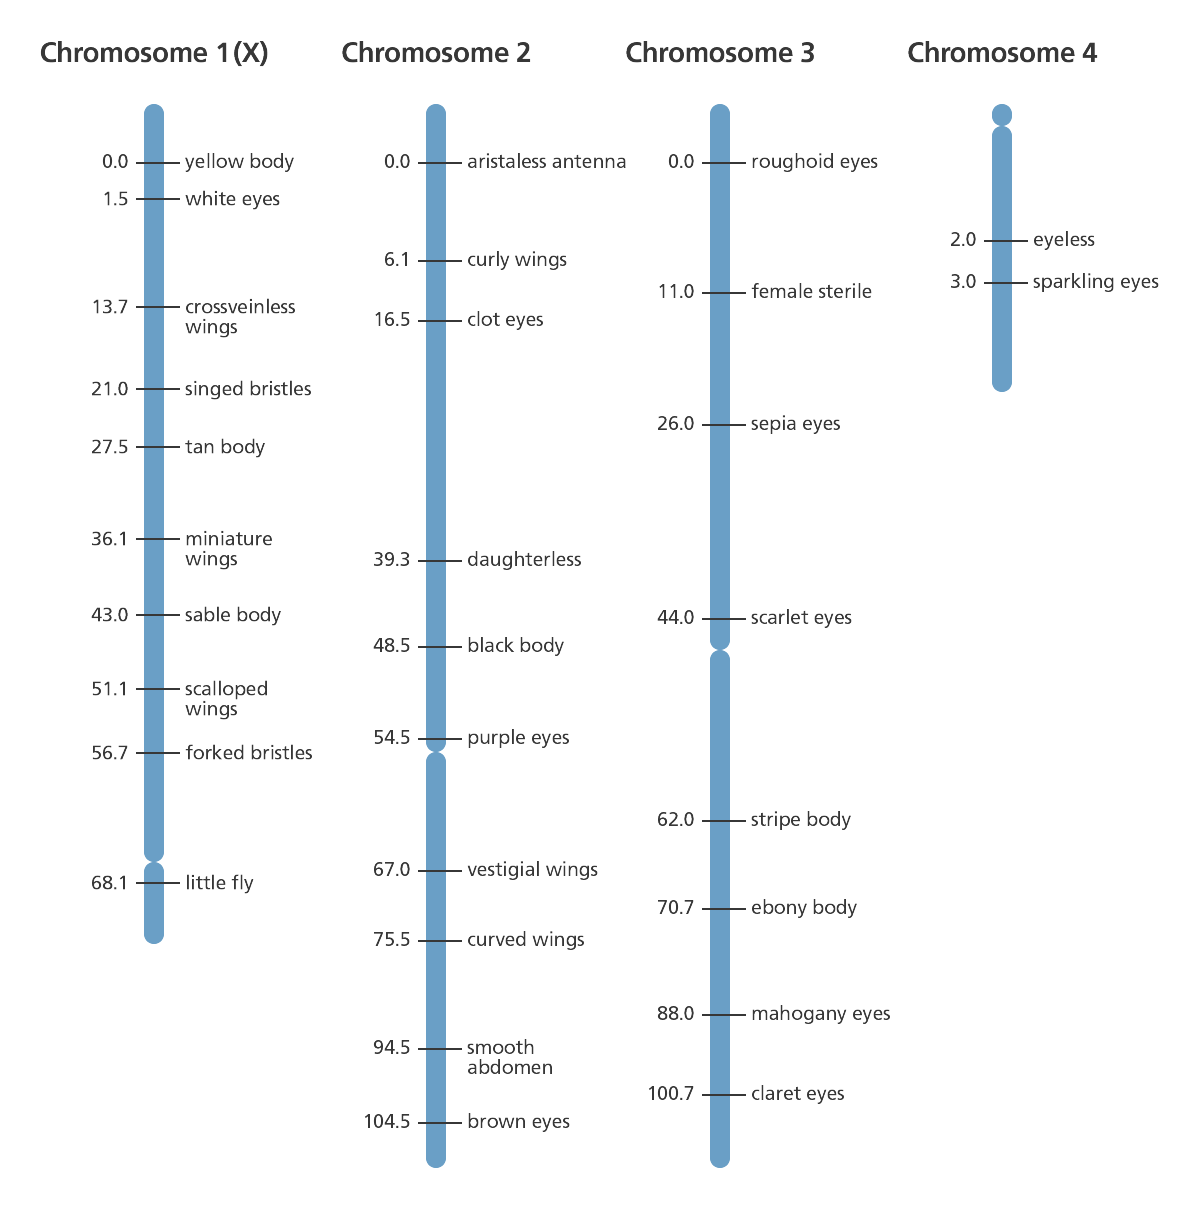 Chromosome 1(X)
0.0 yellow body
1.5 white eyes
13.7 crossveinless
wings
21.0 singed bristles
27.5 tan body
36.1 miniature
wings
43.0 sable body
51.1 scalloped
wings
56.7 forked bristles
68.1 little fly
Chromosome 2
0.0 aristaless antenna
6.1 curly wings
16.5 clot eyes
39.3 daughterless
48.5 black body
54.5 purple eyes
67.0 vestigial wings
75.5 curved wings
94.5 smooth
abdomen
104.5 brown eyes
Chromosome 3
0.0 roughoid eyes
11.0 female sterile
26.0 sepia eyes
44.0 scarlet eyes
62.0 stripe body
70.7 ebony body
88.0 mahogany eyes
100.7 claret eyes
Chromosome 4
2.0 eyeless
3.0 sparkling eyes